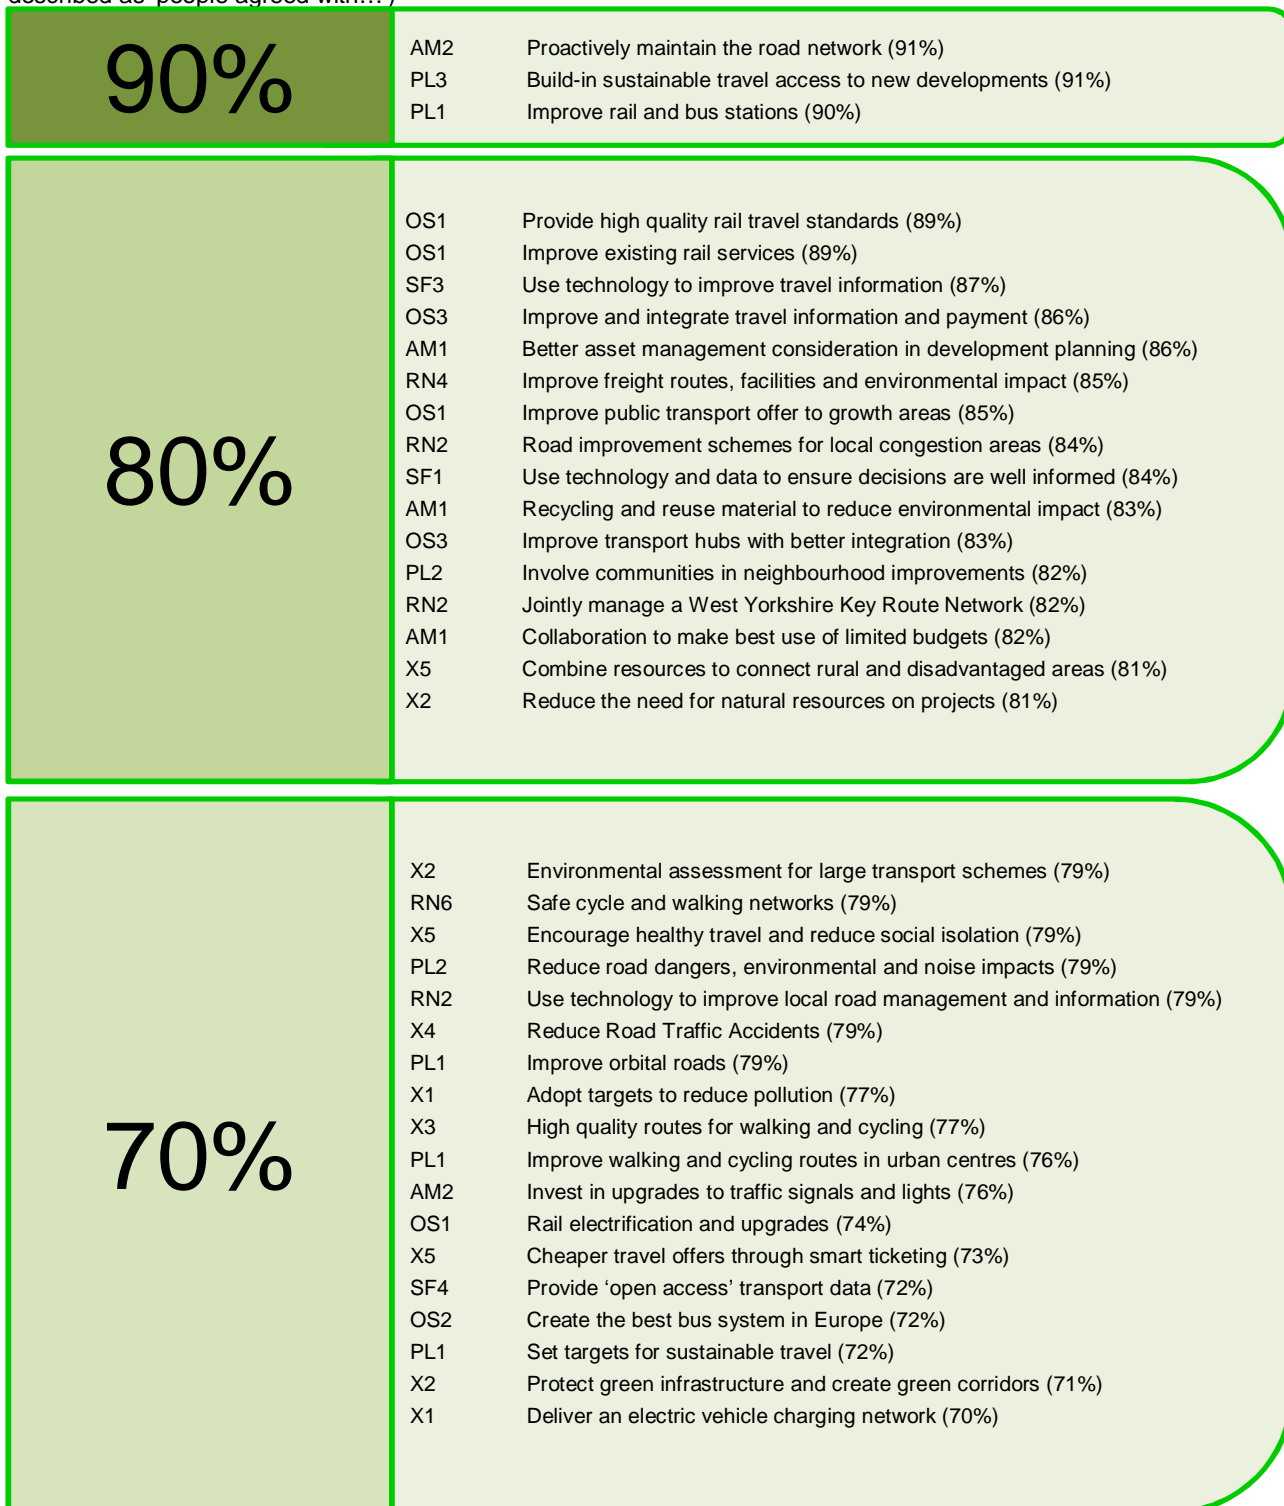 described as 'people agreed with…')
90%
AM2 Proactively maintain the road network (91%)
PL3 Build-in sustainable travel access to new developments (91%)
PL1 Improve rail and bus stations (90%)
80%
OS1 Provide high quality rail travel standards (89%)
OS1 Improve existing rail services (89%)
SF3 Use technology to improve travel information (87%)
OS3 Improve and integrate travel information and payment (86%)
AM1 Better asset management consideration in development planning (86%)
RN4 Improve freight routes, facilities and environmental impact (85%)
OS1 Improve public transport offer to growth areas (85%)
RN2 Road improvement schemes for local congestion areas (84%)
SF1 Use technology and data to ensure decisions are well informed (84%)
AM1 Recycling and reuse material to reduce environmental impact (83%)
OS3 Improve transport hubs with better integration (83%)
PL2 Involve communities in neighbourhood improvements (82%)
RN2 Jointly manage a West Yorkshire Key Route Network (82%)
AM1 Collaboration to make best use of limited budgets (82%)
X5 Combine resources to connect rural and disadvantaged areas (81%)
X2 Reduce the need for natural resources on projects (81%)
70%
X2 Environmental assessment for large transport schemes (79%)
RN6 Safe cycle and walking networks (79%)
X5 Encourage healthy travel and reduce social isolation (79%)
PL2 Reduce road dangers, environmental and noise impacts (79%)
RN2 Use technology to improve local road management and information (79%)
X4 Reduce Road Traffic Accidents (79%)
PL1 Improve orbital roads (79%)
X1 Adopt targets to reduce pollution (77%)
X3 High quality routes for walking and cycling (77%)
PL1 Improve walking and cycling routes in urban centres (76%)
AM2 Invest in upgrades to traffic signals and lights (76%)
OS1 Rail electrification and upgrades (74%)
X5 Cheaper travel offers through smart ticketing (73%)
SF4 Provide ‘open access’ transport data (72%)
OS2 Create the best bus system in Europe (72%)
PL1 Set targets for sustainable travel (72%)
X2 Protect green infrastructure and create green corridors (71%)
X1 Deliver an electric vehicle charging network (70%)